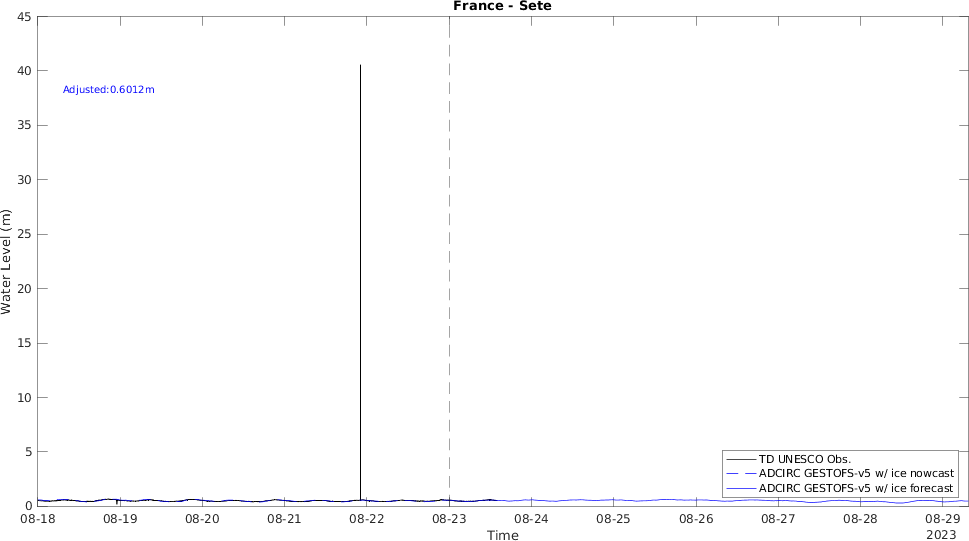 France - Sete
45
40
35
30
25
20
15
10
5
0
Water Level (m)
Adjusted:0.6012m
TD UNESCO Obs.
ADCIRC GESTOFS-v5 w/ ice nowcast
ADCIRC GESTOFS-v5 w/ ice forecast
08-18 08-19 08-20 08-21 08-22 08-23 08-24 08-25 08-26 08-27 08-28 08-29
2023
Time